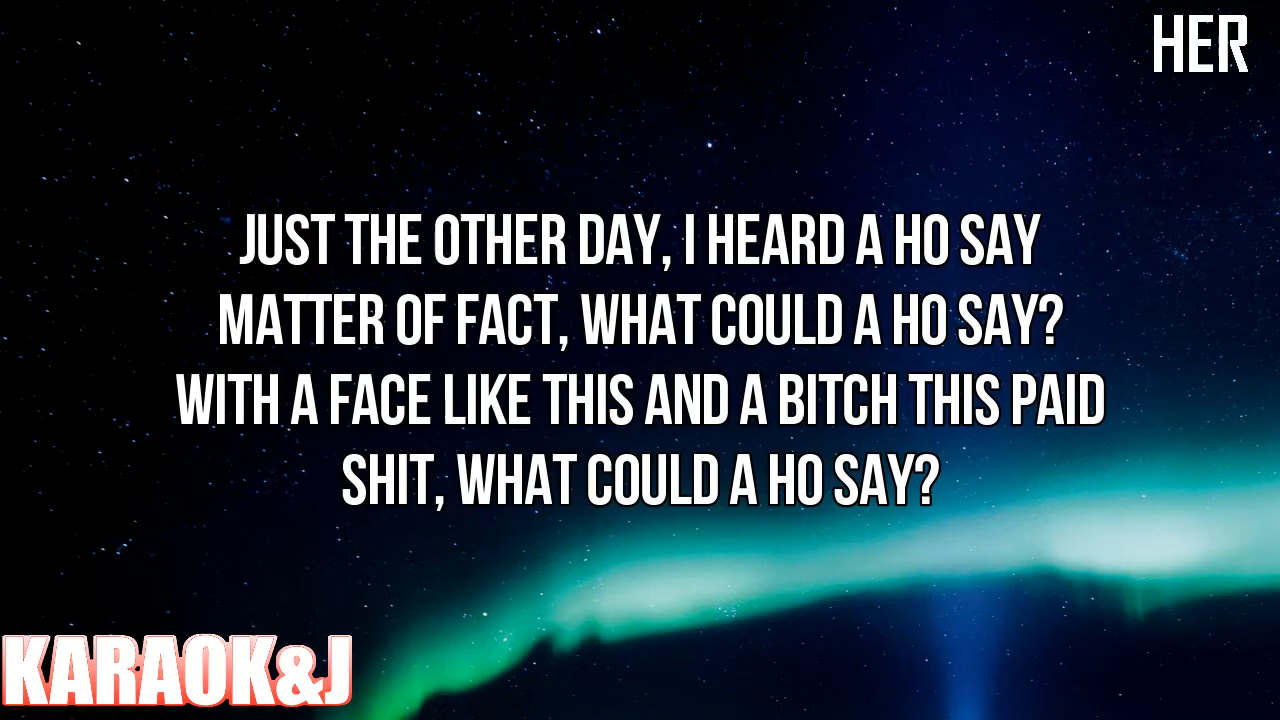 HER
JUST THE OTHER DAY, I HEARD A HO SAY
MATTER OF FACT, WHAT COULD A HO SAY?
WITH A FACE LIKE THIS AND A BITCH THIS PAID
SHIT, WHAT COULD A HO SAY?
KARAOK&J